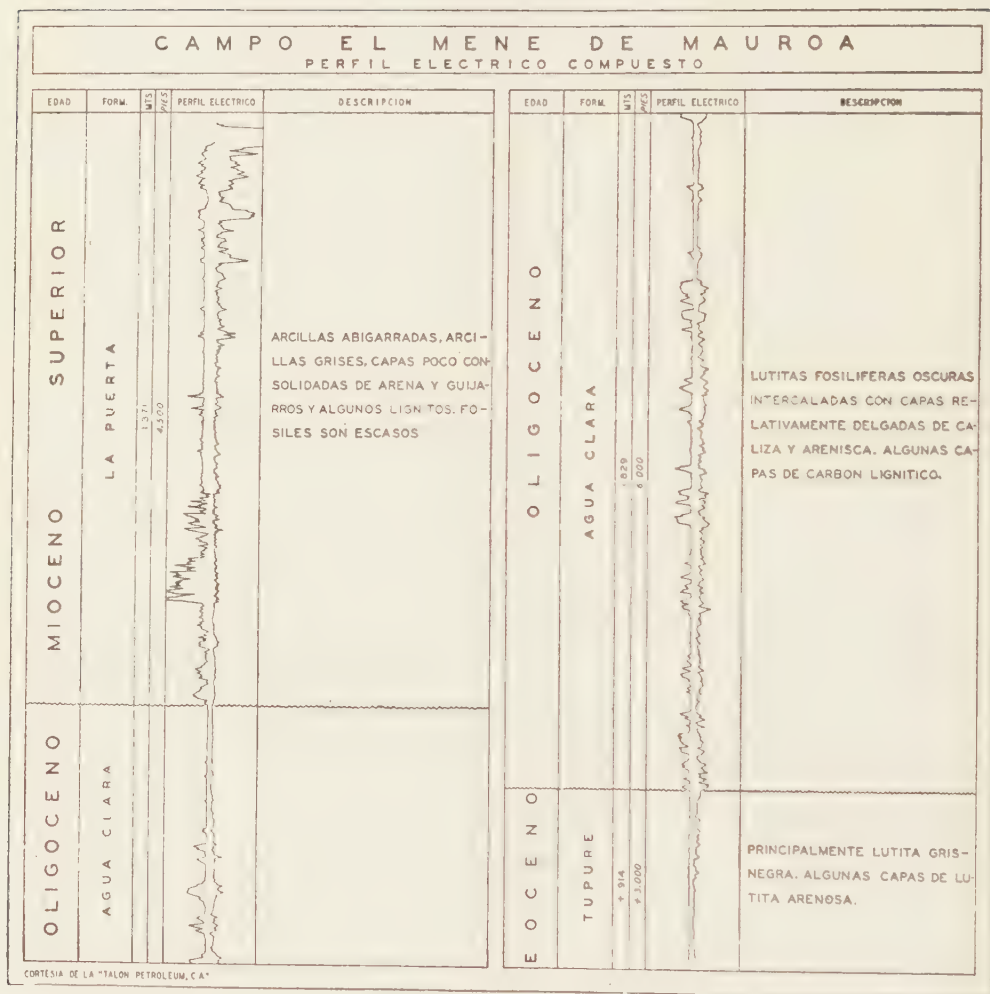 CAMPO EL MENE DE MAUROA
PERFIL ELECTRICO COMPUESTO
EDAD FORM. MTS PIES PERFIL ELECTRICO DESCRIPCION
MIOCENO SUPERIOR
LA PUERTA
1371
4,500
ARCILLAS ABIGARRADAS, ARCI-
LLAS GRISES, CAPAS POCO CON-
SOLIDADAS DE ARENA Y GUIJA-
RROS Y ALGUNOS LIGNITOS. FO-
SILES SON ESCASOS
OLIGOCENO
AGUA CLARA
EDAD FORM. MTS PIES PERFIL ELECTRICO DESCRIPCION
OLIGOCENO
AGUA CLARA
1829
6000
LUTITAS FOSILIFERAS OSCURAS
INTERCALADAS CON CAPAS RE-
LATIVAMENTE DELGADAS DE CA-
LIZA Y ARENISCA. ALGUNAS CA-
PAS DE CARBON LIGNITICO.
EOCENO
TUPURE
+ 914
+ 3.000
PRINCIPALMENTE LUTITA GRIS-
NEGRA. ALGUNAS CAPAS DE LU-
TITA ARENOSA.
CORTESIA DE LA "TALON PETROLEUM, C A"